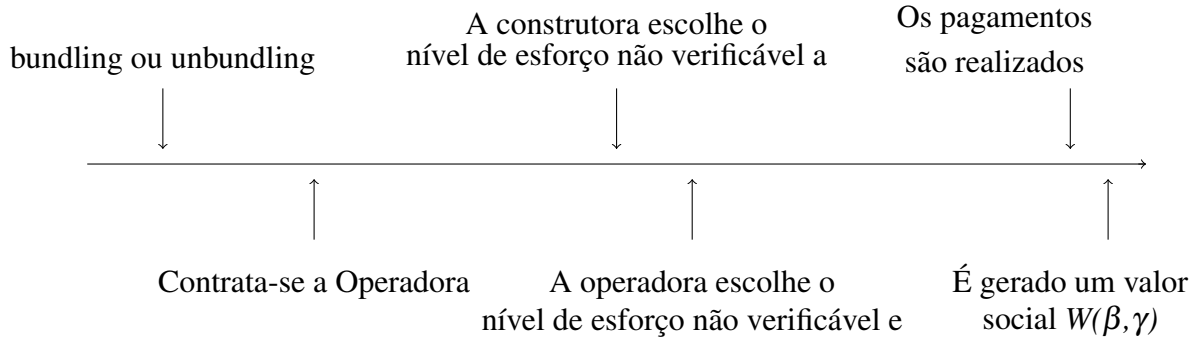 bundling ou unbundling
A construtora escolhe o
nível de esforço não verificável a
Os pagamentos
são realizados
Contrata-se a Operadora
A operadora escolhe o
nível de esforço não verificável e
É gerado um valor
social W(β,γ)